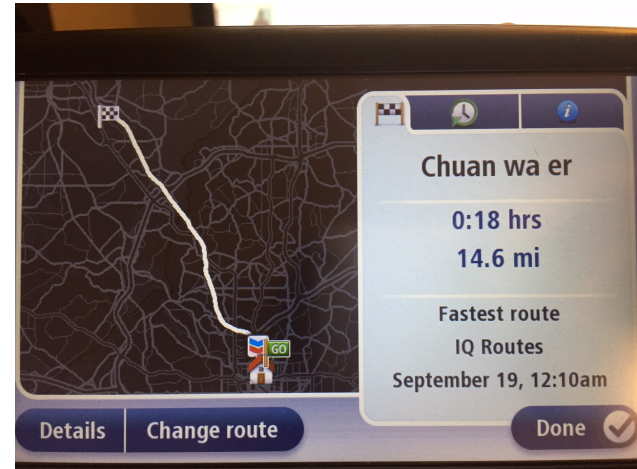 GO
Chuan wa er
0:18 hrs
14.6 mi
Fastest route
IQ Routes
September 19, 12:10am
Details
Change route
Done